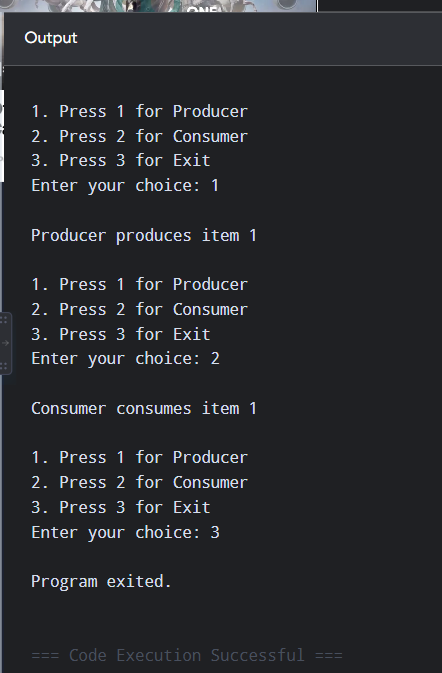 ONE
Output
1. Press 1 for Producer
2. Press 2 for Consumer
3. Press 3 for Exit
Enter your choice: 1
Producer produces item 1
1. Press 1 for Producer
2. Press 2 for Consumer
3. Press 3 for Exit
Enter your choice: 2
Consumer consumes item 1
1. Press 1 for Producer
2. Press 2 for Consumer
3. Press 3 for Exit
Enter your choice: 3
Program exited.
=== Code Execution Successful ===